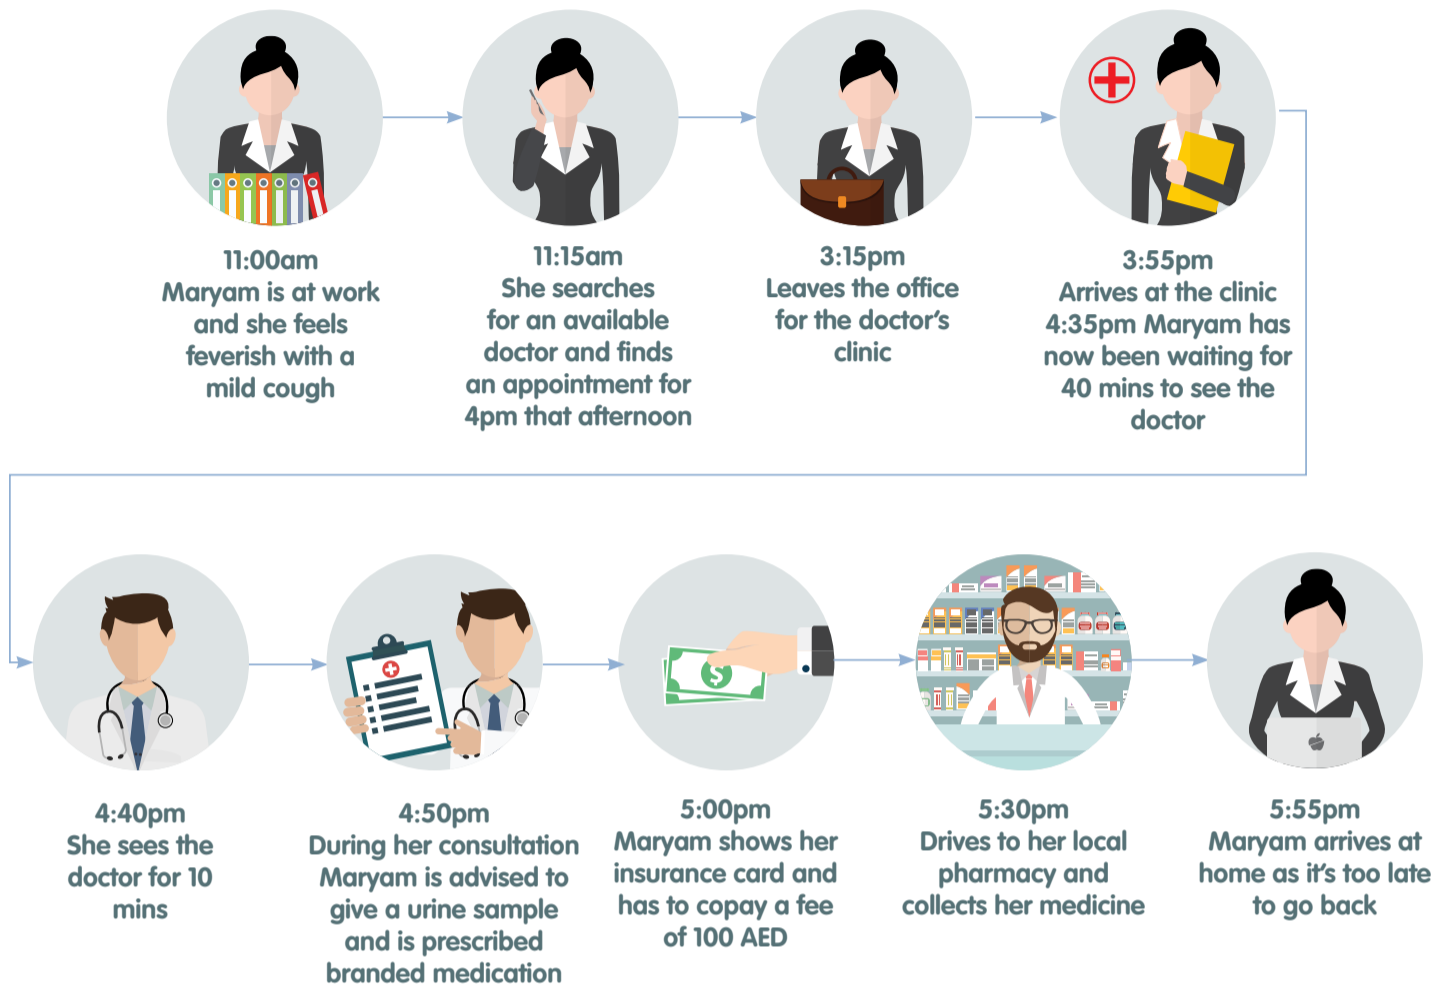 11:00am
Maryam is at work
and she feels
feverish with a
mild cough
11:15am
She searches
for an available
doctor and finds
an appointment for
4pm that afternoon
3:15pm
Leaves the office
for the doctor's
clinic
3:55pm
Arrives at the clinic
4:35pm Maryam has
now been waiting for
40 mins to see the
doctor
4:40pm
She sees the
doctor for 10
mins
4:50pm
During her consultation
Maryam is advised to
give a urine sample
and is prescribed
branded medication
$
5:00pm
Maryam shows her
insurance card and
has to copay a fee
of 100 AED
5:30pm
Drives to her local
pharmacy and
collects her medicine
5:55pm
Maryam arrives at
home as it's too late
to go back